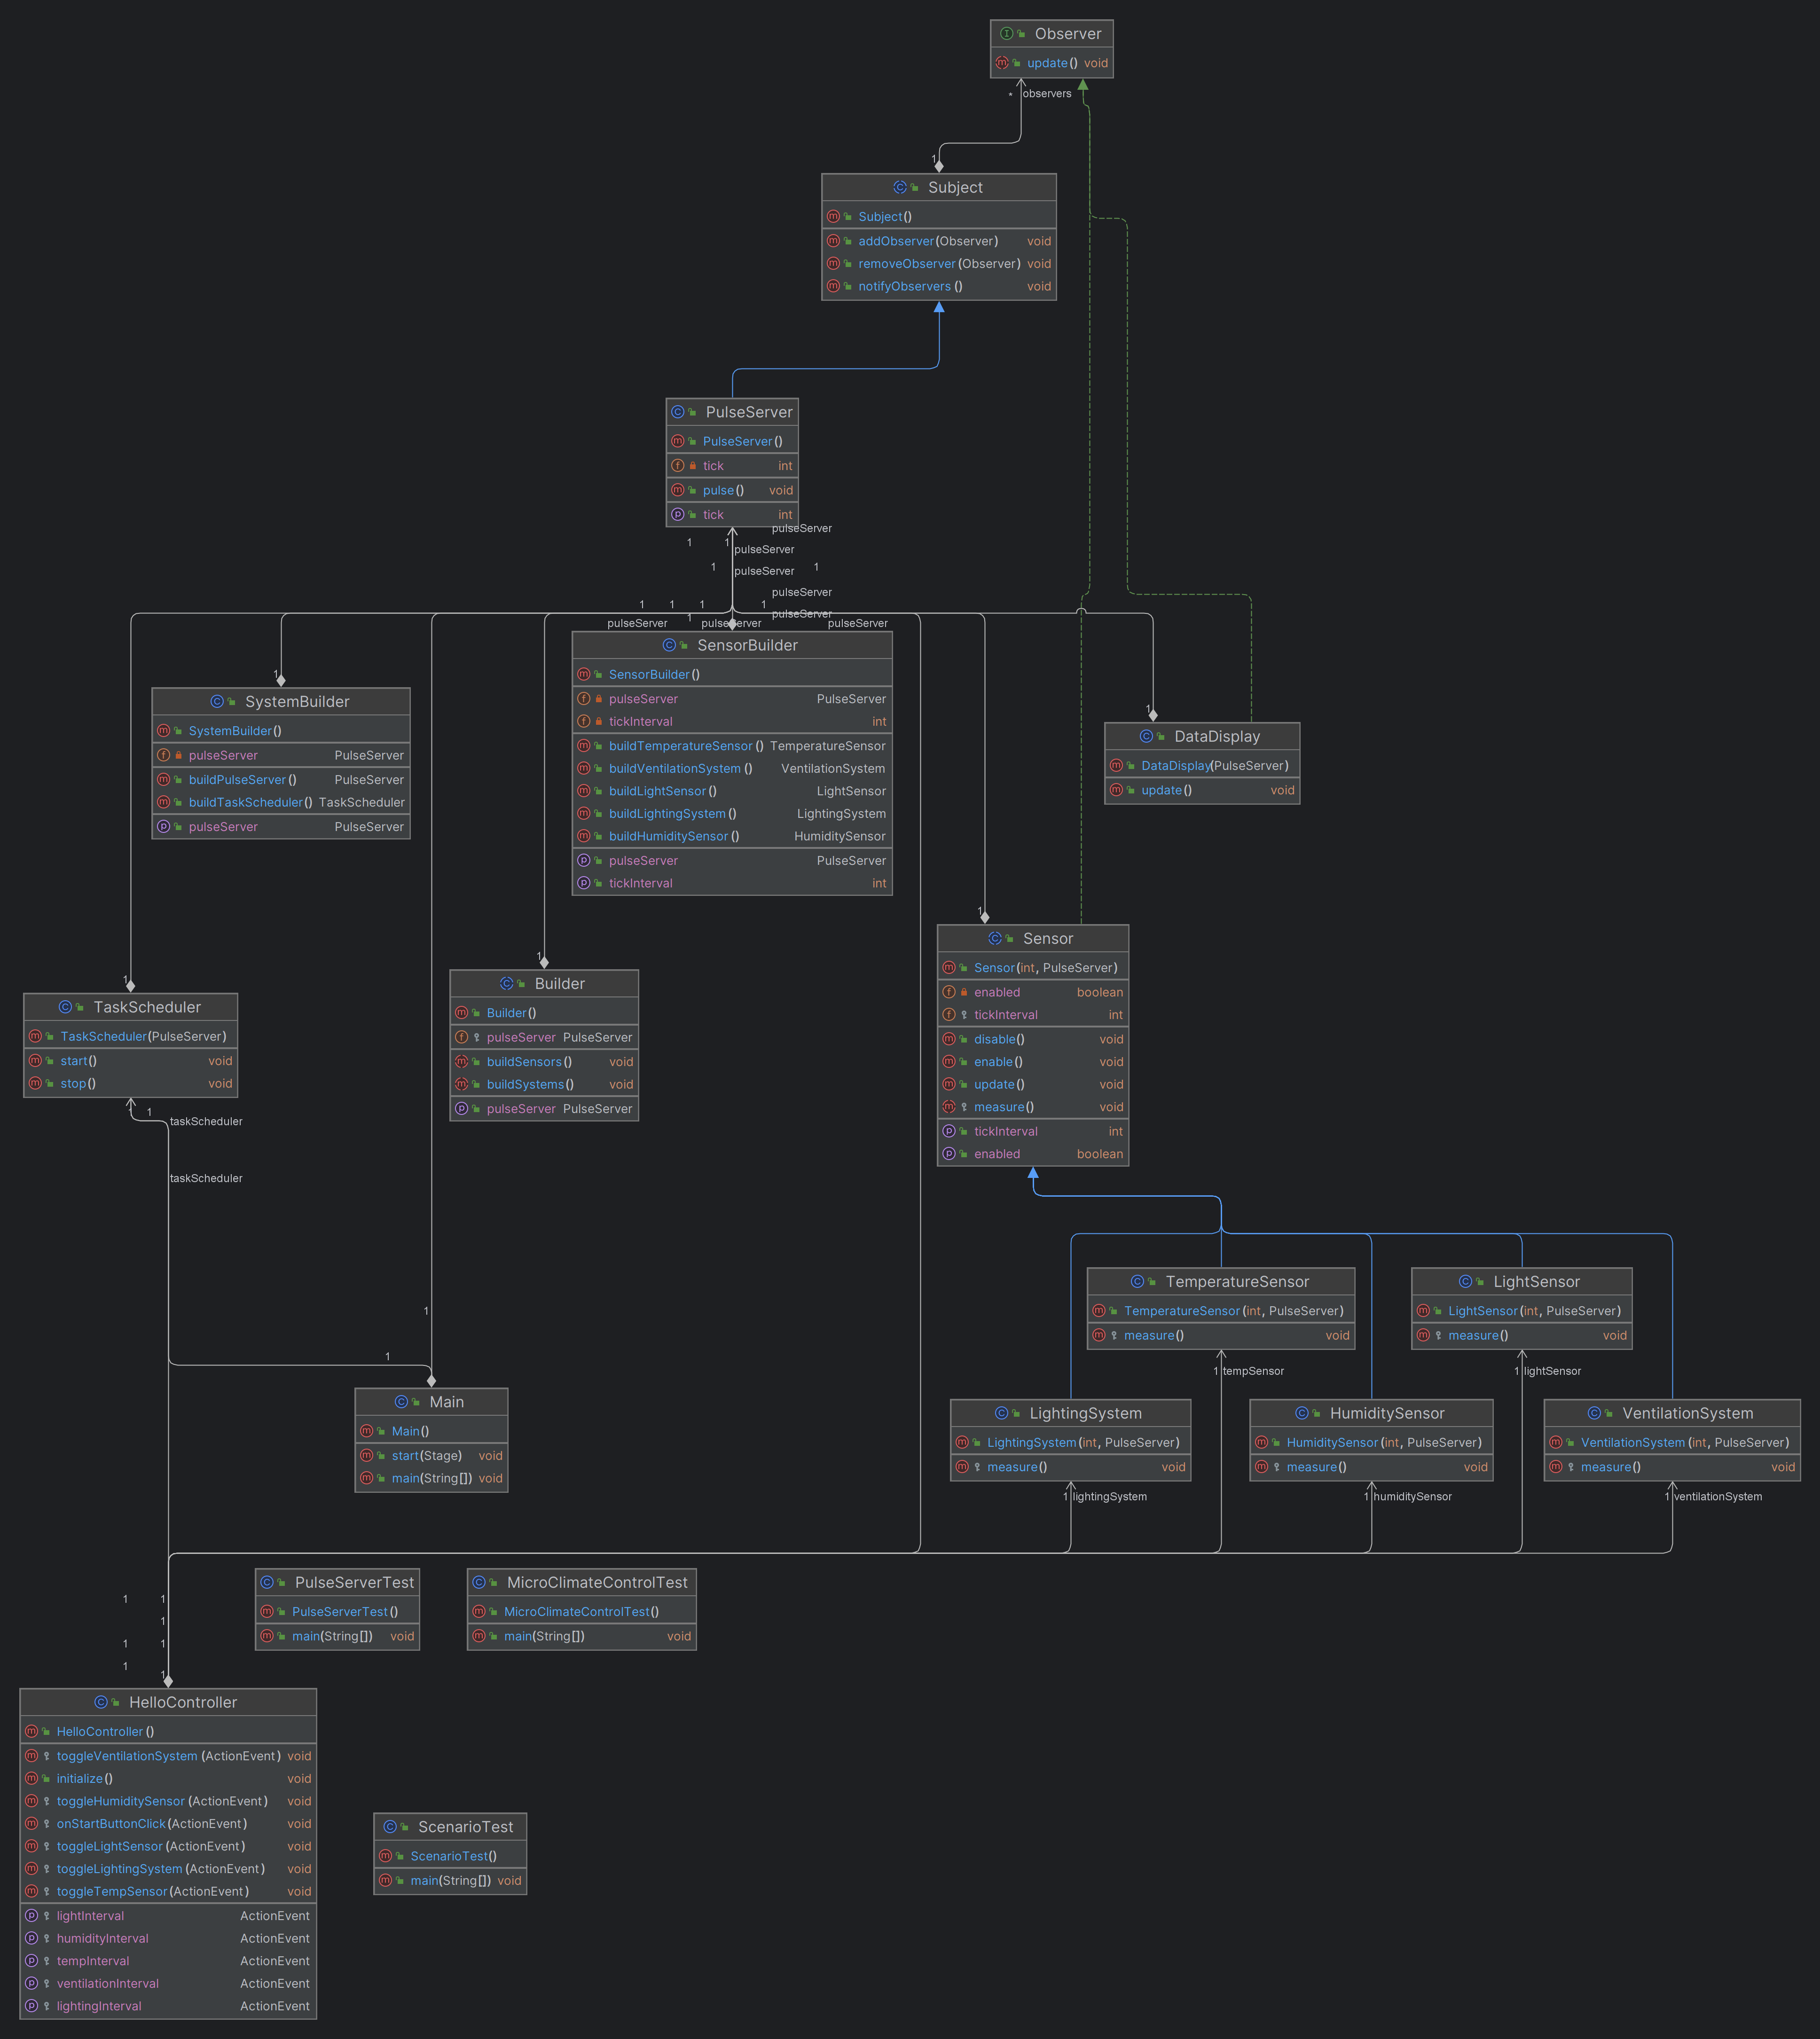 Observer
update() void
* observers
1
Subject
Subject()
addObserver(Observer) void
removeObserver(Observer) void
notifyObservers() void
PulseServer
PulseServer()
tick int
pulse() void
tick int
pulseServer
1 1
pulseServer
1 1
pulseServer
pulseServer
1 1 1 1
pulseServer
1
pulseServer pulseServer pulseServer
SensorBuilder
SensorBuilder()
pulseServer PulseServer
tickInterval int
buildTemperatureSensor() TemperatureSensor
buildVentilationSystem() VentilationSystem
buildLightSensor() LightSensor
buildLightingSystem() LightingSystem
buildHumiditySensor() HumiditySensor
pulseServer PulseServer
tickInterval int
1
SystemBuilder
SystemBuilder()
pulseServer PulseServer
buildPulseServer() PulseServer
buildTaskScheduler() TaskScheduler
pulseServer PulseServer
1
DataDisplay
DataDisplay(PulseServer)
update() void
1
Sensor
Sensor(int, PulseServer)
enabled boolean
tickInterval int
disable() void
enable() void
update() void
measure() void
tickInterval int
enabled boolean
1
Builder
Builder()
pulseServer PulseServer
buildSensors() void
buildSystems() void
pulseServer PulseServer
1
TaskScheduler
TaskScheduler(PulseServer)
start() void
stop() void
1 1
taskScheduler
taskScheduler
TemperatureSensor
TemperatureSensor(int, PulseServer)
measure() void
1 tempSensor
LightSensor
LightSensor(int, PulseServer)
measure() void
1 lightSensor
1
1
Main
Main()
start(Stage) void
main(String[]) void
LightingSystem
LightingSystem(int, PulseServer)
measure() void
1 lightingSystem
HumiditySensor
HumiditySensor(int, PulseServer)
measure() void
1 humiditySensor
VentilationSystem
VentilationSystem(int, PulseServer)
measure() void
1 ventilationSystem
PulseServerTest
PulseServerTest()
main(String[]) void
MicroClimateControlTest
MicroClimateControlTest()
main(String[]) void
1 1
1
1 1
1 1
HelloController
HelloController()
toggleVentilationSystem(ActionEvent) void
initialize() void
toggleHumiditySensor(ActionEvent) void
onStartButtonClick(ActionEvent) void
toggleLightSensor(ActionEvent) void
toggleLightingSystem(ActionEvent) void
toggleTempSensor(ActionEvent) void
lightInterval ActionEvent
humidityInterval ActionEvent
tempInterval ActionEvent
ventilationInterval ActionEvent
lightingInterval ActionEvent
ScenarioTest
ScenarioTest()
main(String[]) void